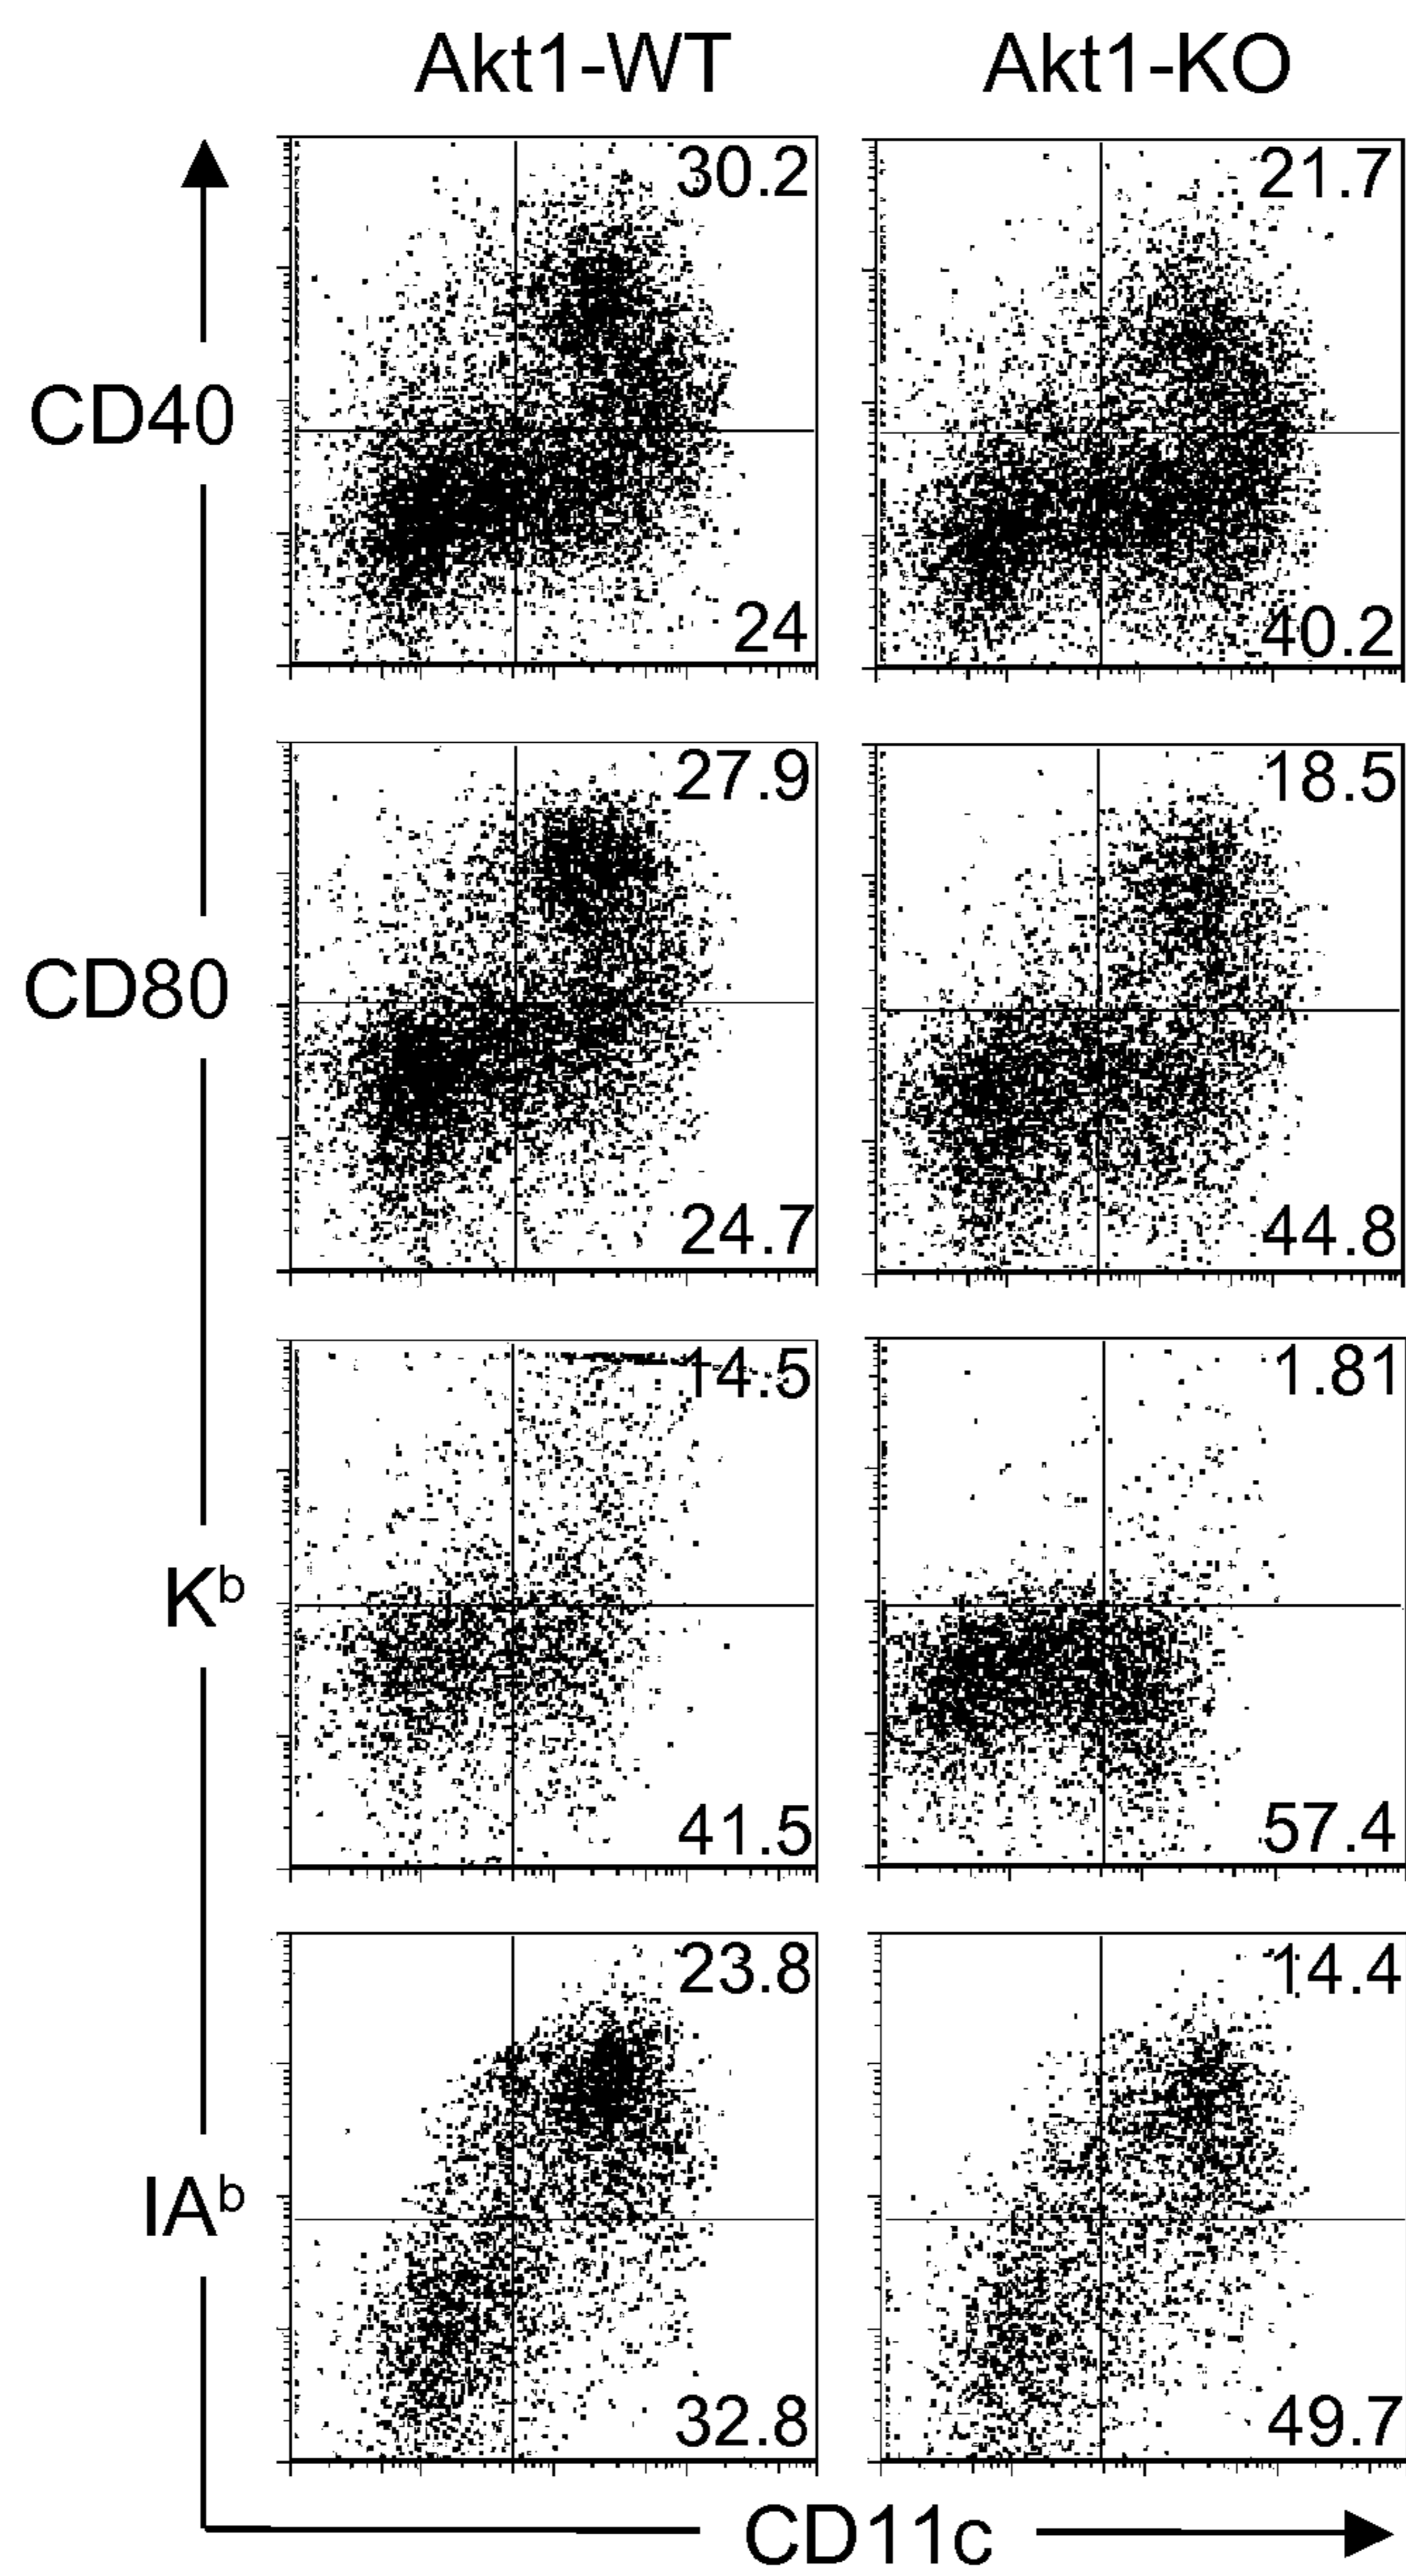 Akt1-WT Akt1-KO
30.2 21.7
CD40
24 40.2
27.9 18.5
CD80
24.7 44.8
14.5 1.81
Kᵇ
41.5 57.4
23.8 14.4
IAᵇ
32.8 49.7
CD11c